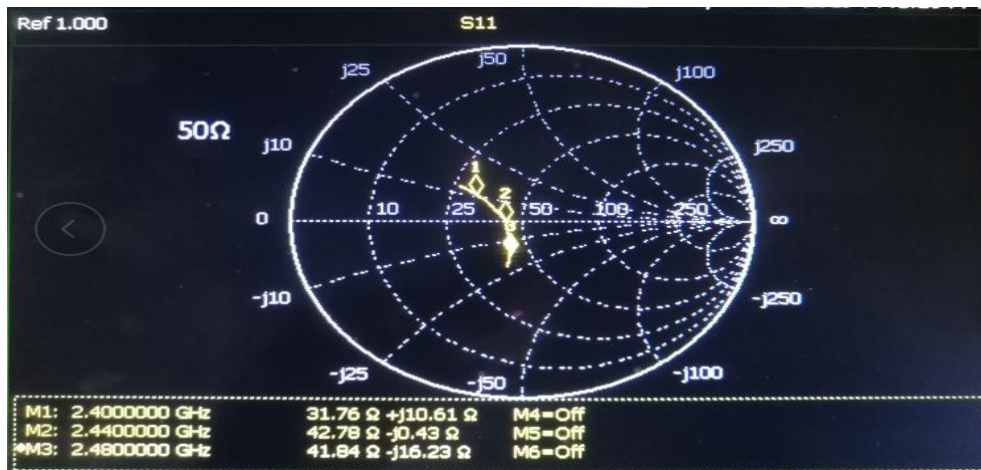 Ref 1.000 S11
j50
j25 j100
50Ω
j10 j250
1
2
0 10 25 50 100 250 ∞
3
-j10 -j250
-j25 -j50 -j100
M1: 2.4000000 GHz 31.76 Ω +j10.61 Ω M4=Off
M2: 2.4400000 GHz 42.78 Ω -j0.43 Ω M5=Off
M3: 2.4800000 GHz 41.84 Ω -j16.23 Ω M6=Off